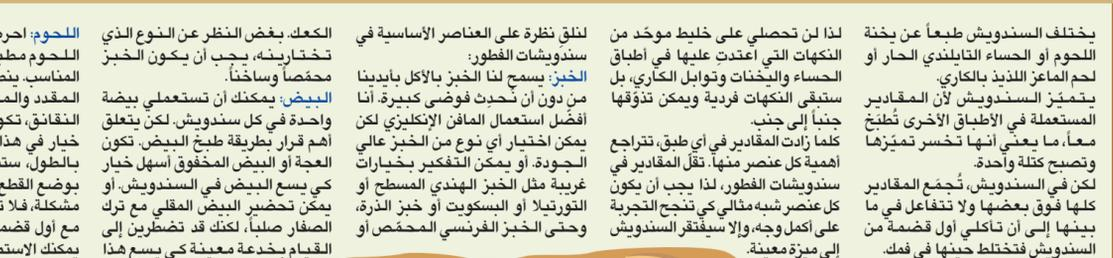 يختلف السندويش طبعاً عن يخنة
اللحوم أو الحساء التايلندي الحار أو
لحم الماعز اللذيذ بالكاري.
يتميّز السندويش لأن المقادير
المستعملة في الأطباق الأخرى تُطبَخ
معاً، ما يعني أنها تخسر تميّزها
وتصبح كتلة واحدة.
لكن في السندويش، تُجمَع المقادير
كلها فوق بعضها ولا تتفاعل في ما
بينها إلى أن تأكلي أول قضمة من
السندويش فتختلط حينها في فمك.
لذا لن تحصلي على خليط موحّد من
النكهات التي اعتدتِ عليها في أطباق
الحساء واليخنات وتوابل الكاري، بل
ستبقى النكهات فردية ويمكن تذوّقها
جنباً إلى جنب.
كلما زادت المقادير في أي طبق، تتراجع
أهمية كل عنصر منها. تقلّ المقادير في
سندويشات الفطور، لذا يجب أن يكون
كل عنصر شبه مثالي كي تنجح التجربة
على أكمل وجه، وإلا سيفتقر السندويش
إلى ميزة معينة.
لنلقِ نظرة على العناصر الأساسية في
سندويشات الفطور:
الخبز: يسمح لنا الخبز بالأكل بأيدينا
من دون أن نُحدِث فوضى كبيرة. أنا
أفضّل استعمال المافن الإنكليزي لكن
يمكن اختيار أي نوع من الخبز عالي
الجودة. أو يمكن التفكير بخيارات
غريبة مثل الخبز الهندي المسطح أو
التورتيلا أو البسكويت أو خبز الذرة،
وحتى الخبز الفرنسي المحمّص أو
الكعك. بغض النظر عن النوع الذي
تختارينه، يجب أن يكون الخبز
محمّصاً وساخناً.
البيض: يمكنك أن تستعملي بيضة
واحدة في كل سندويش. لكن يتعلق
أهم قرار بطريقة طبخ البيض. تكون
العجة أو البيض المخفوق أسهل خيار
كي يسع البيض في السندويش. أو
يمكن تحضير البيض المقلي مع ترك
الصفار صلباً، لكنك قد تضطرين إلى
القيام بخدعة معينة كي يسع هذا
اللحوم:
اللحوم
المناسب.
المقدد
النقانق،
خيار في هذا
بالطول،
بوضع القطع
مشكلة، فلا
مع أول قضمة
يمكنك